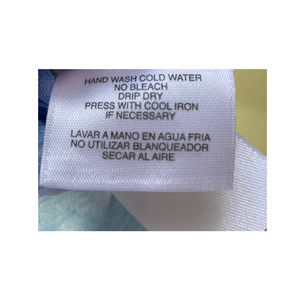 HAND WASH COLD WATER
NO BLEACH
DRIP DRY
PRESS WITH COOL IRON
IF NECESSARY
LAVAR A MANO EN AGUA FRIA
NO UTILIZAR BLANQUEADOR
SECAR AL AIRE